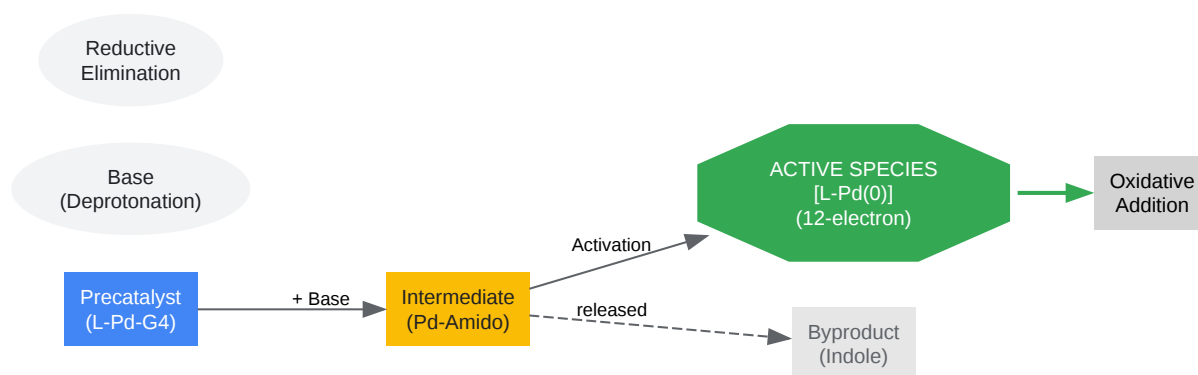 Reductive
Elimination
Base
(Deprotonation)
ACTIVE SPECIES
[L-Pd(0)]
(12-electron)
Oxidative
Addition
Activation
Precatalyst
(L-Pd-G4)
+ Base
Intermediate
(Pd-Amido)
released
Byproduct
(Indole)